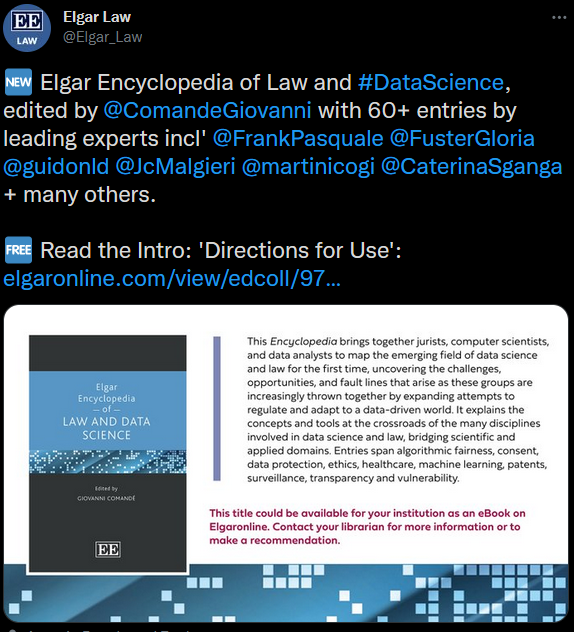 EE
LAW
Elgar Law
@Elgar_Law
NEW Elgar Encyclopedia of Law and #DataScience,
edited by @ComandeGiovanni with 60+ entries by
leading experts incl' @FrankPasquale @FusterGloria
@guidonld @JcMalgieri @martinicogi @CaterinaSganga
+ many others.
FREE Read the Intro: 'Directions for Use':
elgaronline.com/view/edcoll/97…
Elgar
Encyclopedia
— of —
LAW AND DATA
SCIENCE
Edited by
GIOVANNI COMANDÉ
EE
This Encyclopedia brings together jurists, computer scientists,
and data analysts to map the emerging field of data science
and law for the first time, uncovering the challenges,
opportunities, and fault lines that arise as these groups are
increasingly thrown together by expanding attempts to
regulate and adapt to a data-driven world. It explains the
concepts and tools at the crossroads of the many disciplines
involved in data science and law, bridging scientific and
applied domains. Entries span algorithmic fairness, consent,
data protection, ethics, healthcare, machine learning, patents,
surveillance, transparency and vulnerability.
This title could be available for your institution as an eBook on
Elgaronline. Contact your librarian for more information or to
make a recommendation.